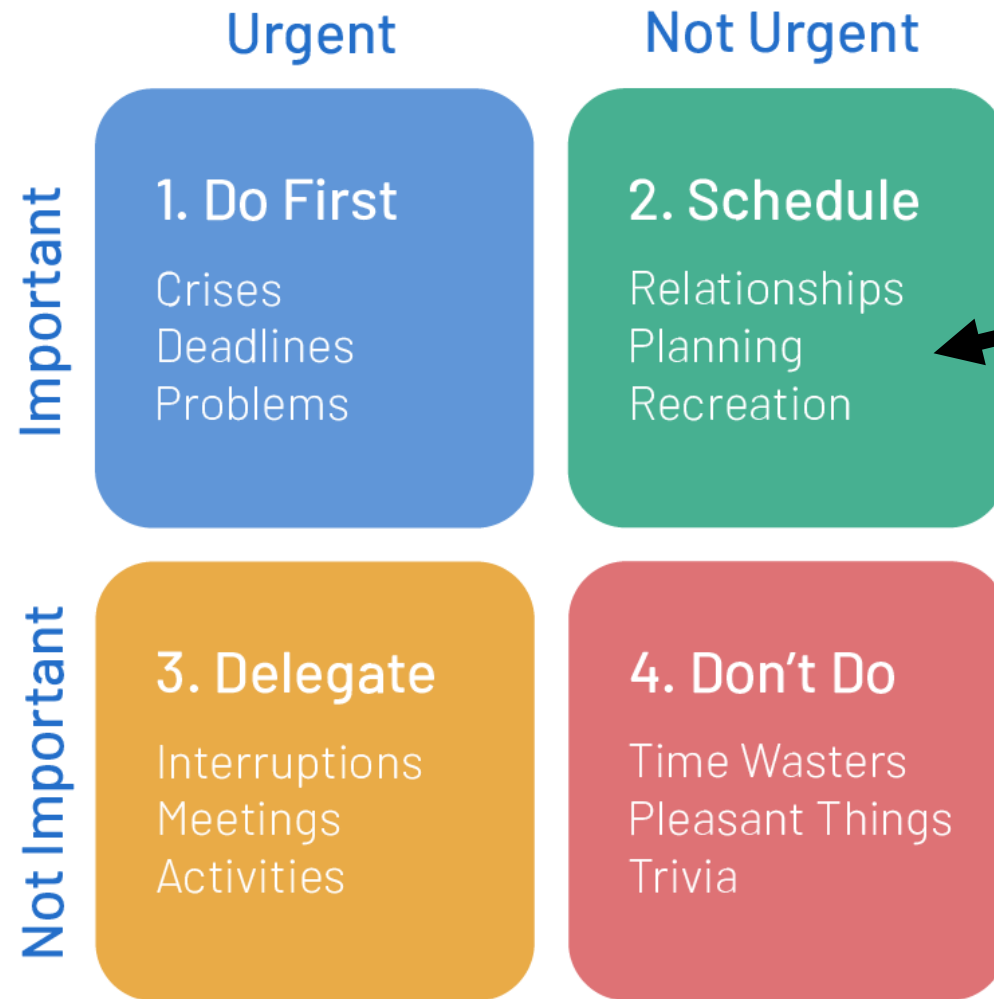 Urgent
Not Urgent
Important
1. Do First
Crises
Deadlines
Problems
2. Schedule
Relationships
Planning
Recreation
Not Important
3. Delegate
Interruptions
Meetings
Activities
4. Don’t Do
Time Wasters
Pleasant Things
Trivia